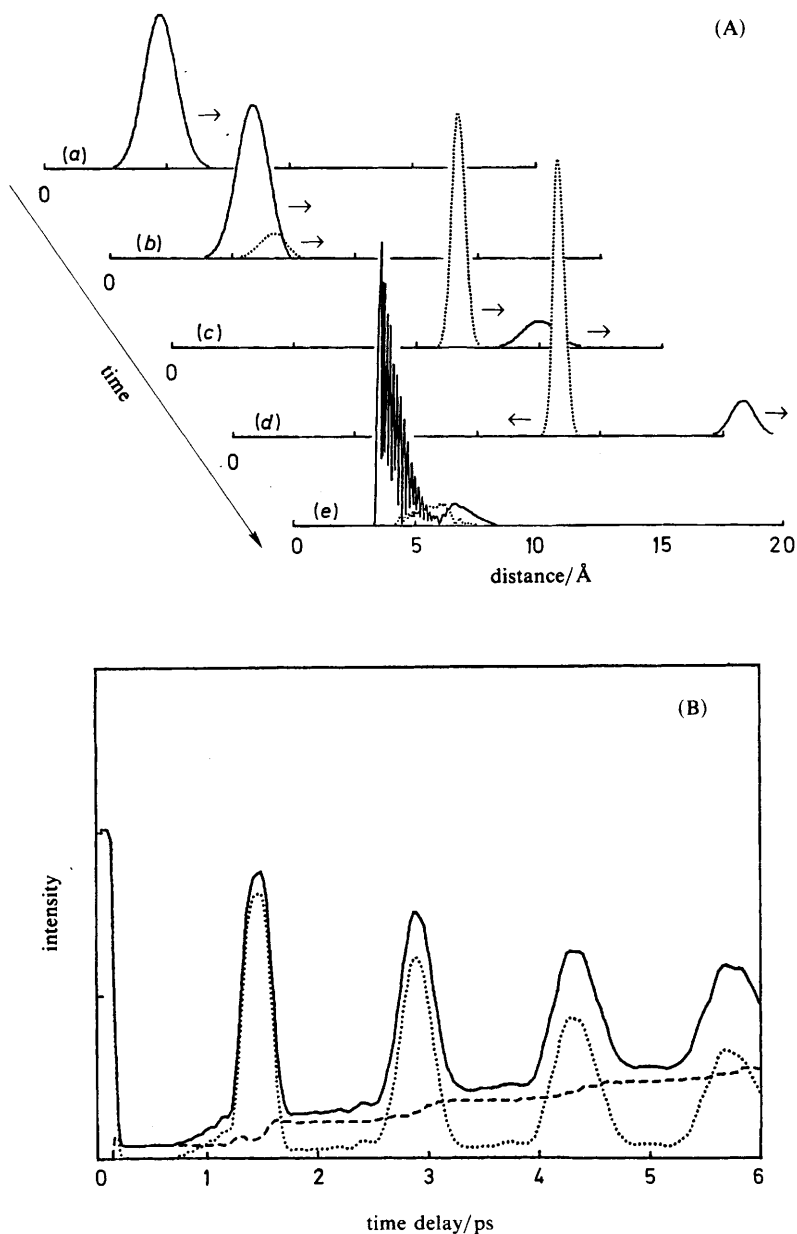 (A)
(a)
0
(b)
0
(c)
0
(d)
0
time
(e)
0 5 10 15 20
distance/Å
(B)
intensity
0 1 2 3 4 5 6
time delay/ps